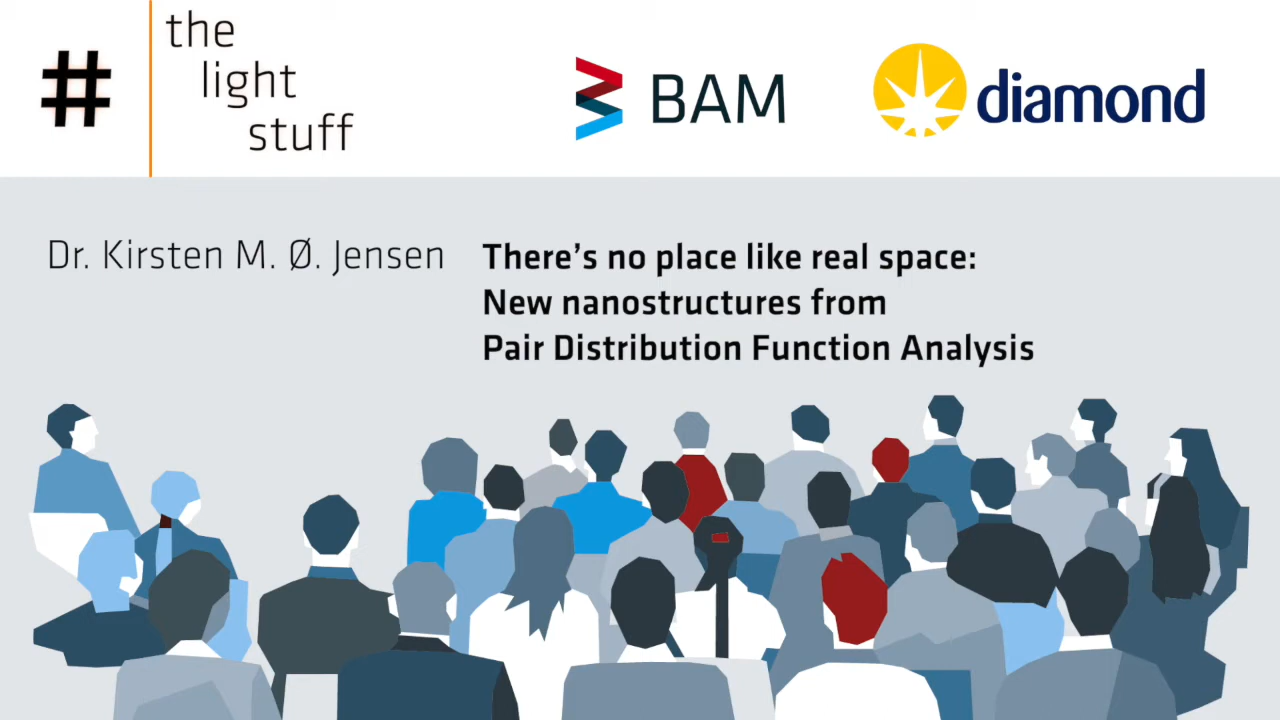 #
the
light
stuff
BAM
diamond
Dr. Kirsten M. Ø. Jensen
There's no place like real space:
New nanostructures from
Pair Distribution Function Analysis